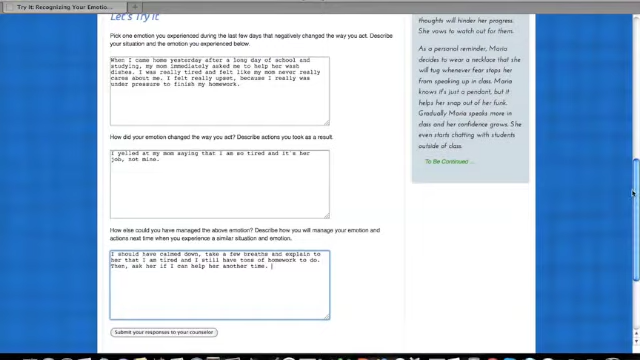 Try It: Recognizing Your Emotio...
Let's Try It
Pick one emotion you experienced during the last few days that negatively changed the way you act. Describe
your situation and the emotion you experienced below.
When I came home yesterday after a long day of school and
studying, my mom immediately asked me to help her wash
dishes. I was really tired and felt like my mom never really
cares about me. I felt really upset, because I really was
under pressure to finish my homework.
How did your emotion changed the way you act? Describe actions you took as a result.
I yelled at my mom saying that I am so tired and it's her
job, not mine.
How else could you have managed the above emotion? Describe how you will manage your emotion and
actions next time when you experience a similar situation and emotion.
I should have calmed down, take a few breaths and explain to
her that I am tired and I still have tons of homework to do.
Then, ask her if I can help her another time.
Submit your responses to your counselor
thoughts will hinder her progress.
She vows to watch out for them.
As a personal reminder, Maria
decides to wear a necklace that she
will tug whenever fear stops her
from speaking in class. Maria
knows it's just a pendant, but it
helps her snap out of her funk.
Gradually Maria speaks more in
class and her confidence grows. She
even starts chatting with students
outside of class.
To Be Continued ...